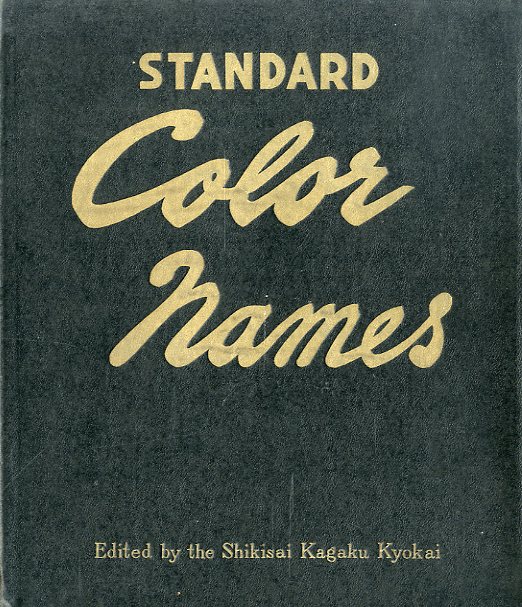 STANDARD
Color
Names
Edited by the Shikisai Kagaku Kyokai